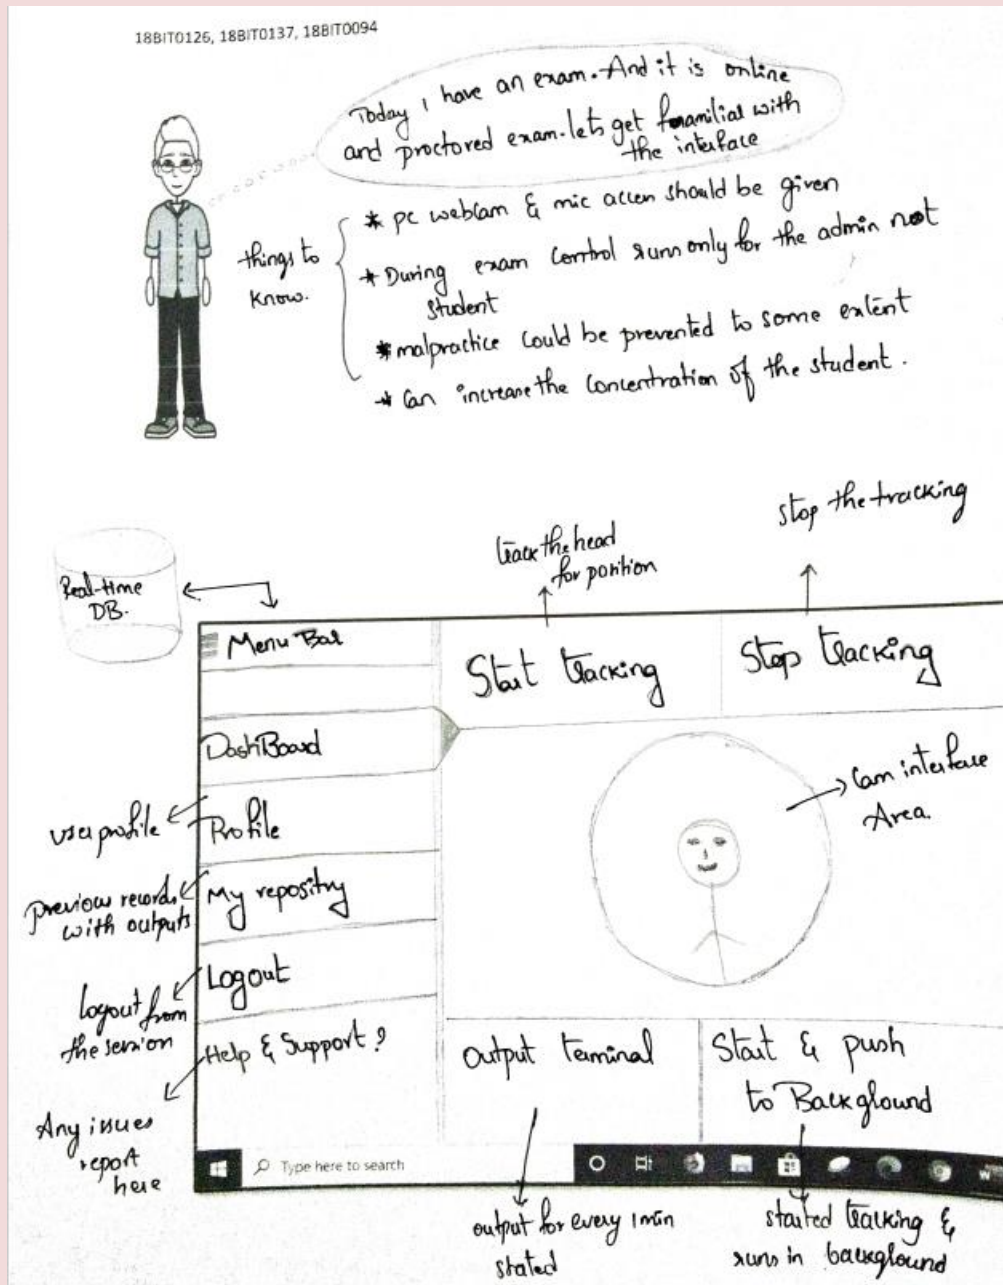 18BIT0126, 18BIT0137, 18BIT0094
Today I have an exam. And it is online
and proctored exam. lets get familial with
the interface
things to
know.
* pc webcam & mic accen should be given
* During exam control runn only for the admin not
student
* malpractice could be prevented to some extent
* Can increase the concentration of the student.
track the head
for position
stop the tracking
Real-time
DB.
Menu Bar
Start tracking
Stop tracking
DashBoard
Cam interface
Area.
user profile
Profile
previous records
with outputs
My repositry
Logout
logout from
the session
Help & Support ?
Output terminal
Start & push
to Background
Any issues
report
here
Type here to search
output for every 1min
stated
started tracking &
runs in background